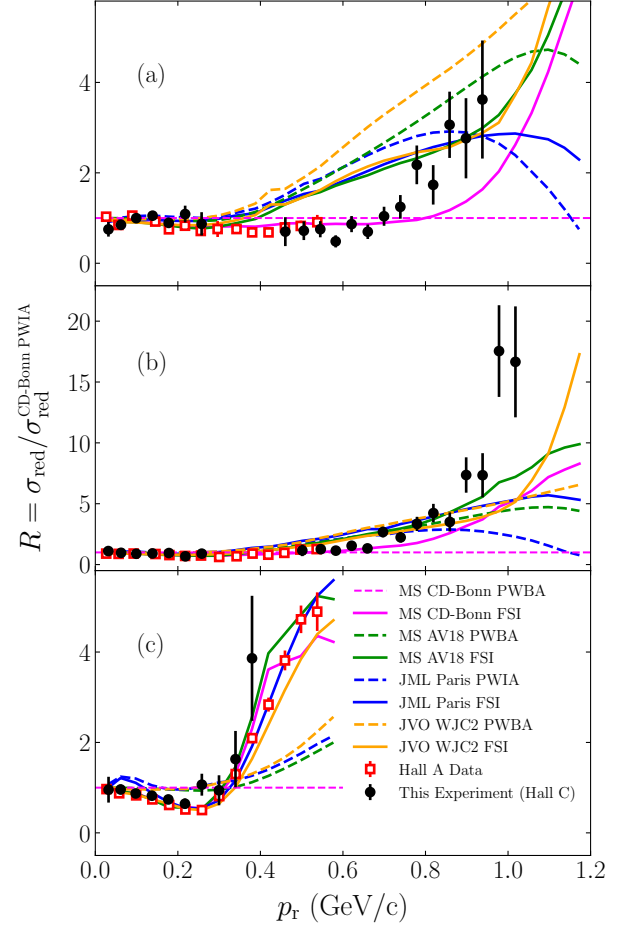 (a)
4
2
0
R = σ_red/σ_red^CD-Bonn PWIA
(b)
20
15
10
5
0
(c)
MS CD-Bonn PWBA
MS CD-Bonn FSI
MS AV18 PWBA
MS AV18 FSI
JML Paris PWIA
JML Paris FSI
JVO WJC2 PWBA
JVO WJC2 FSI
Hall A Data
This Experiment (Hall C)
4
2
0
0.0 0.2 0.4 0.6 0.8 1.0 1.2
p_r (GeV/c)